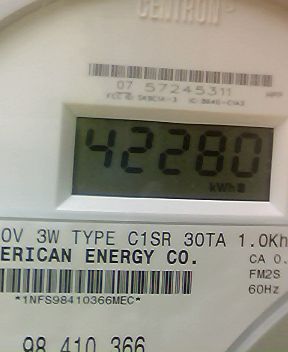 CENTRON®
07 57245311
42280
kWh
0V 3W TYPE C1SR 30TA 1.0Kh
ERICAN ENERGY CO.
CA 0.
FM2S
60Hz
*1NFS98410366MEC*
98 410 366